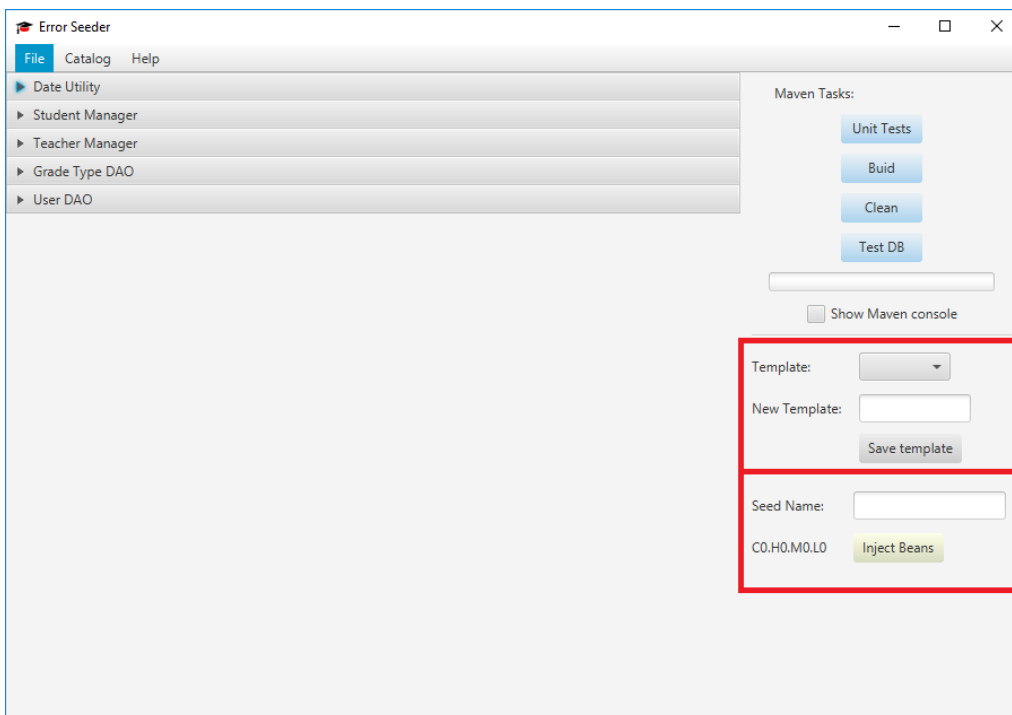 Error Seeder
File Catalog Help
Date Utility
Student Manager
Teacher Manager
Grade Type DAO
User DAO
Maven Tasks:
Unit Tests
Buid
Clean
Test DB
Show Maven console
Template:
New Template:
Save template
Seed Name:
C0.H0.M0.L0 Inject Beans